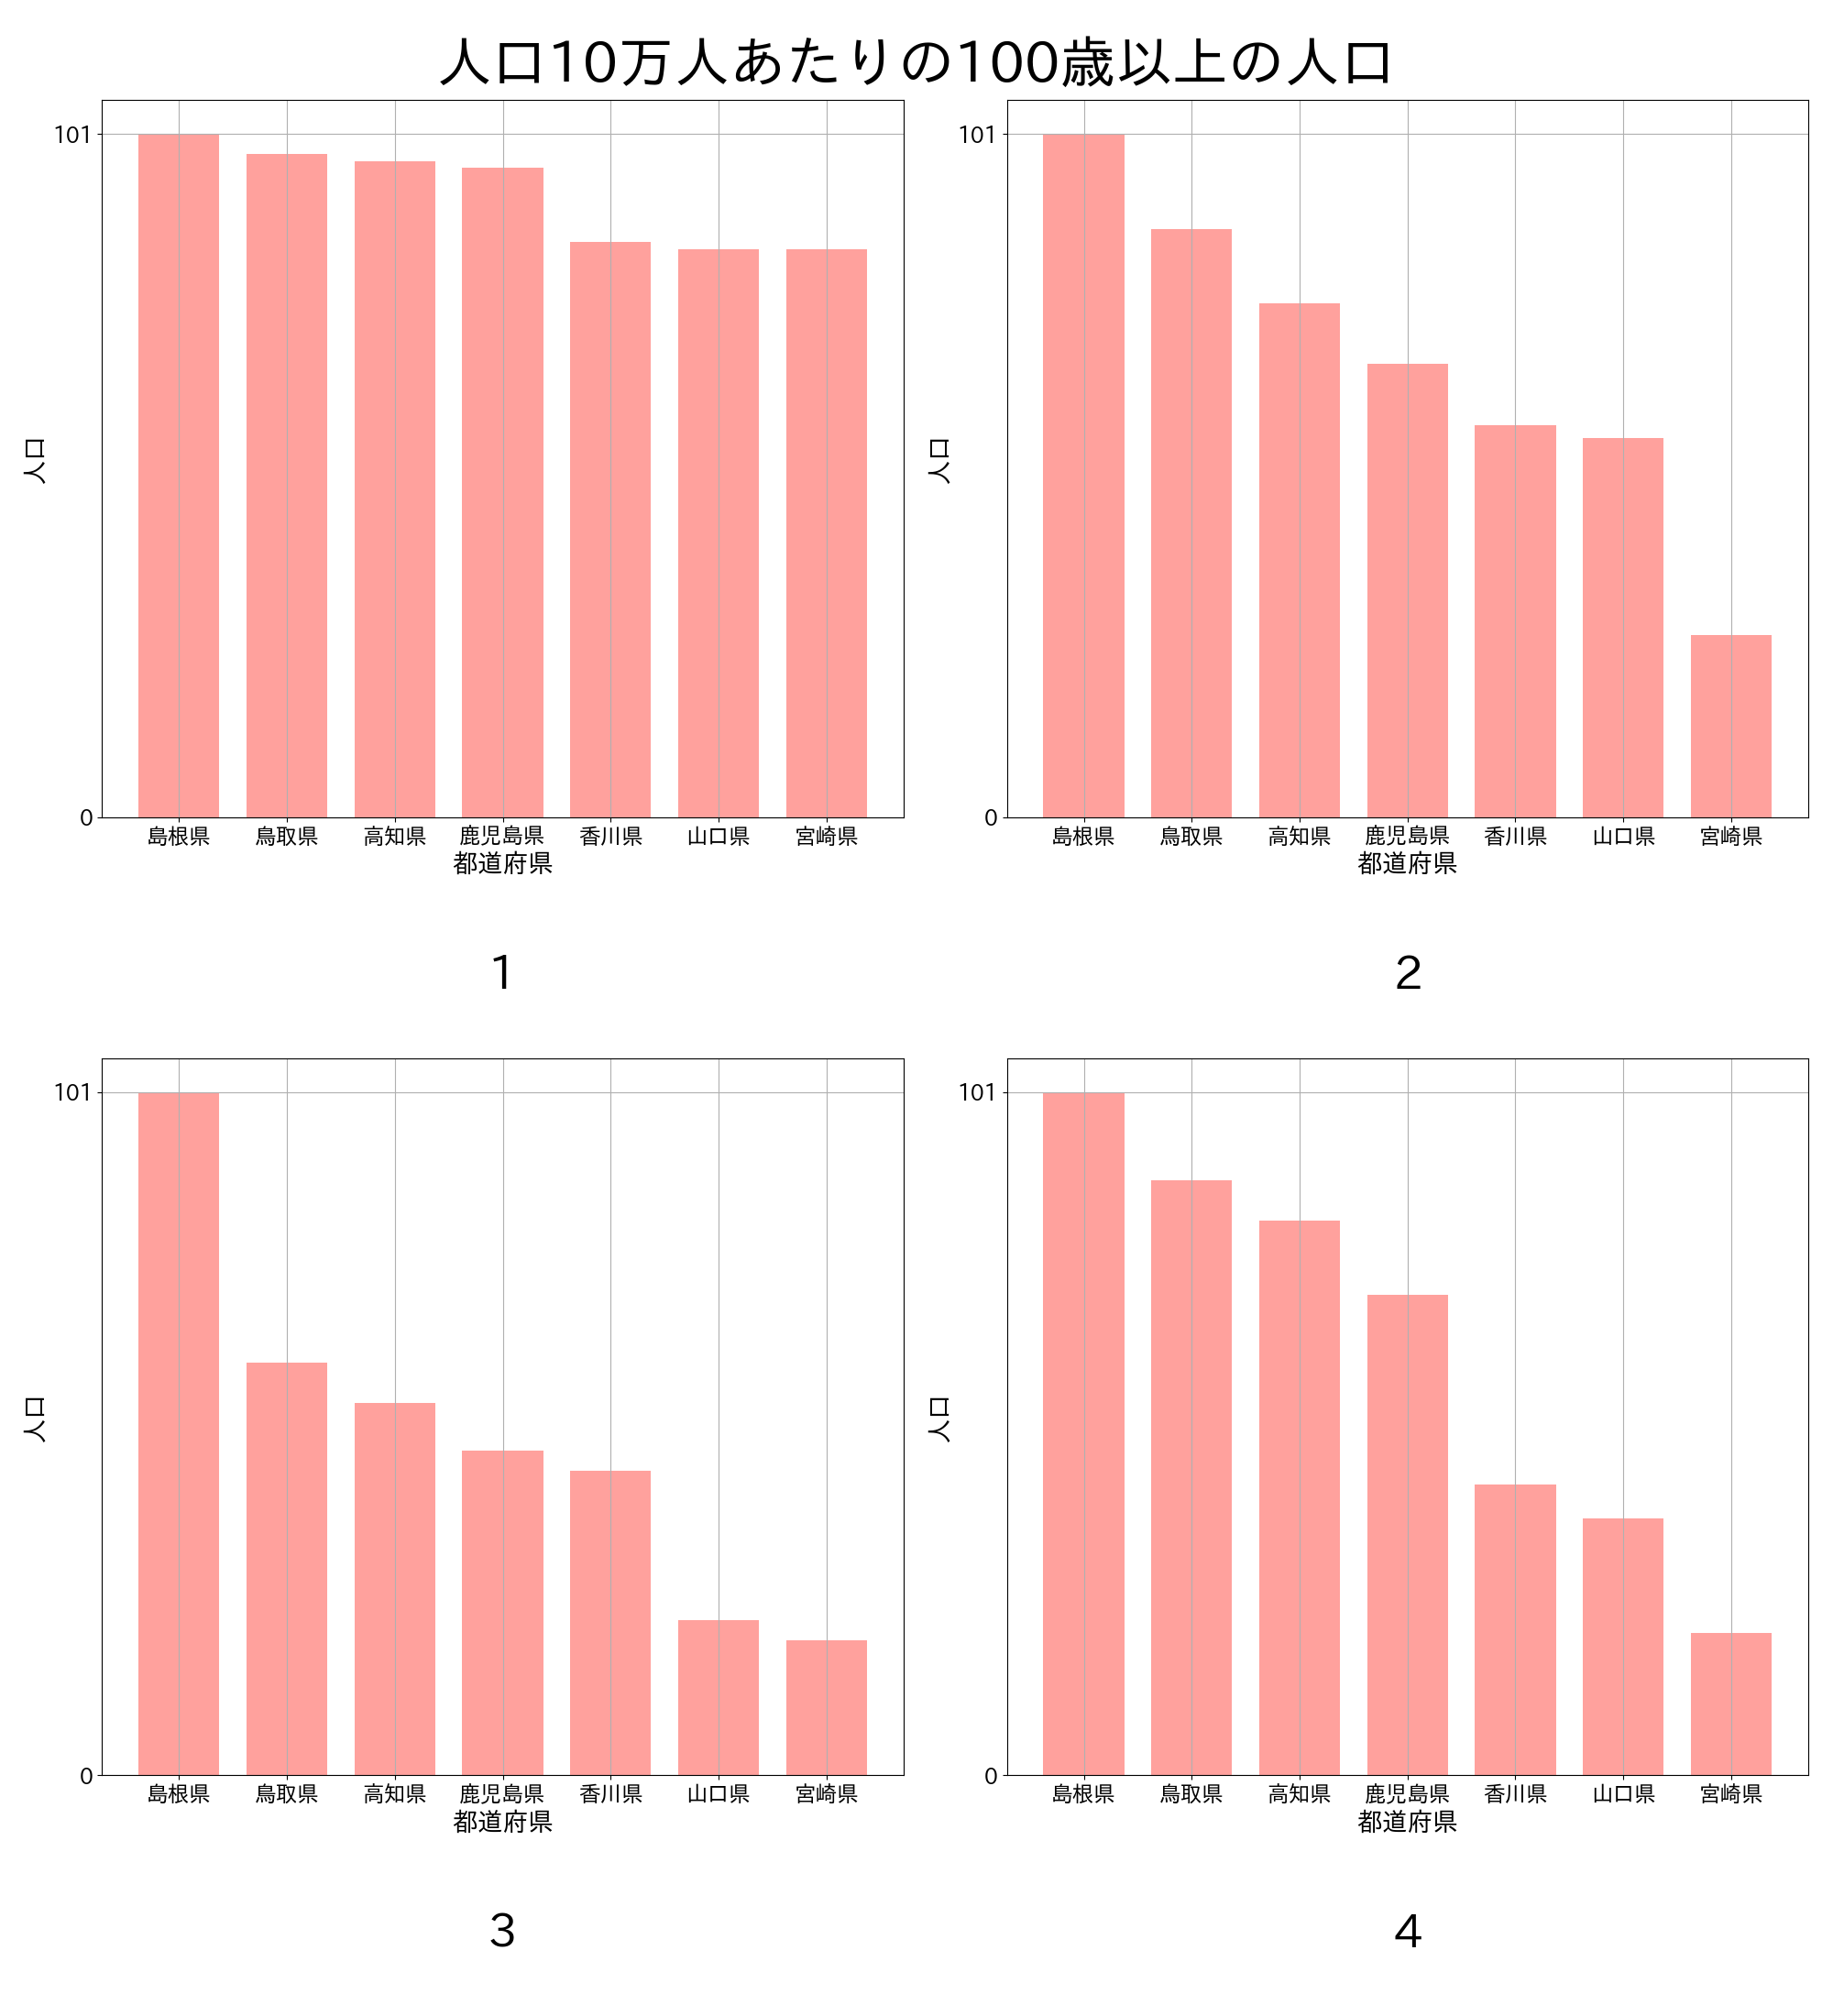 人口10万人あたりの100歳以上の人口
101
0
人口
島根県 鳥取県 高知県 鹿児島県 香川県 山口県 宮崎県
都道府県
1
101
0
人口
島根県 鳥取県 高知県 鹿児島県 香川県 山口県 宮崎県
都道府県
2
101
0
人口
島根県 鳥取県 高知県 鹿児島県 香川県 山口県 宮崎県
都道府県
3
101
0
人口
島根県 鳥取県 高知県 鹿児島県 香川県 山口県 宮崎県
都道府県
4